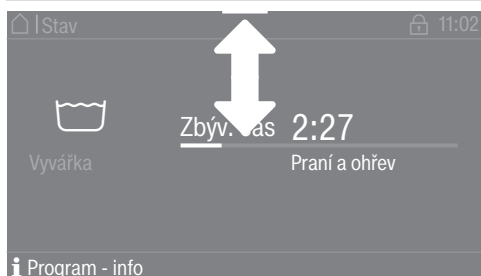 Stav 11:02
Zbýv. čas 2:27
Vyvářka Praní a ohřev
i Program - info